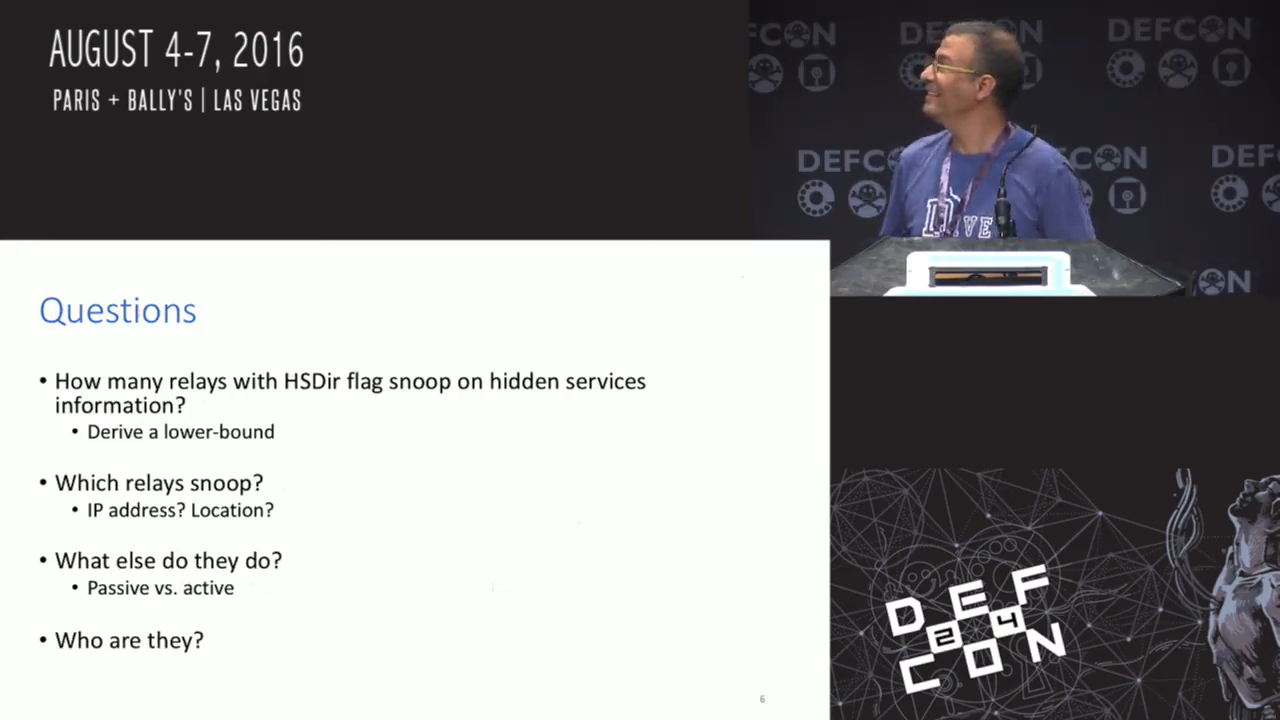 AUGUST 4-7, 2016
PARIS + BALLY'S | LAS VEGAS
DEFCON
DEFCON
DEFCON
DEFCON
Questions
• How many relays with HSDir flag snoop on hidden services
information?
• Derive a lower-bound
• Which relays snoop?
• IP address? Location?
• What else do they do?
• Passive vs. active
• Who are they?
6
DEF
24
CON